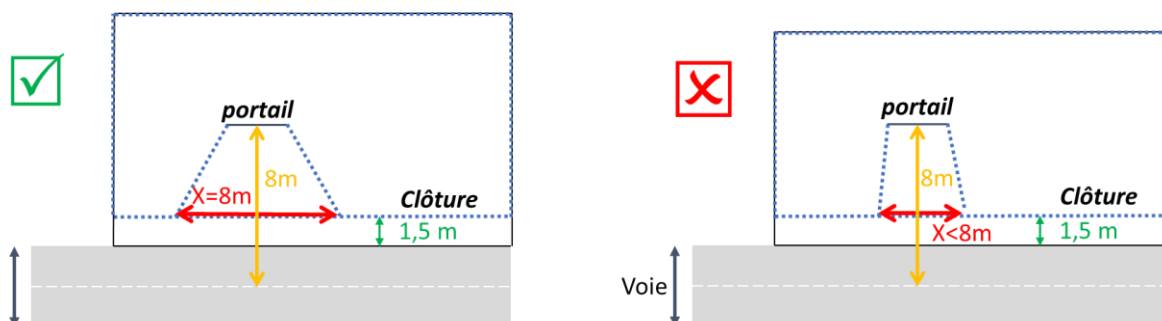 portail
8m
X=8m
Clôture
1,5 m
portail
8m
Clôture
X<8m
1,5 m
Voie